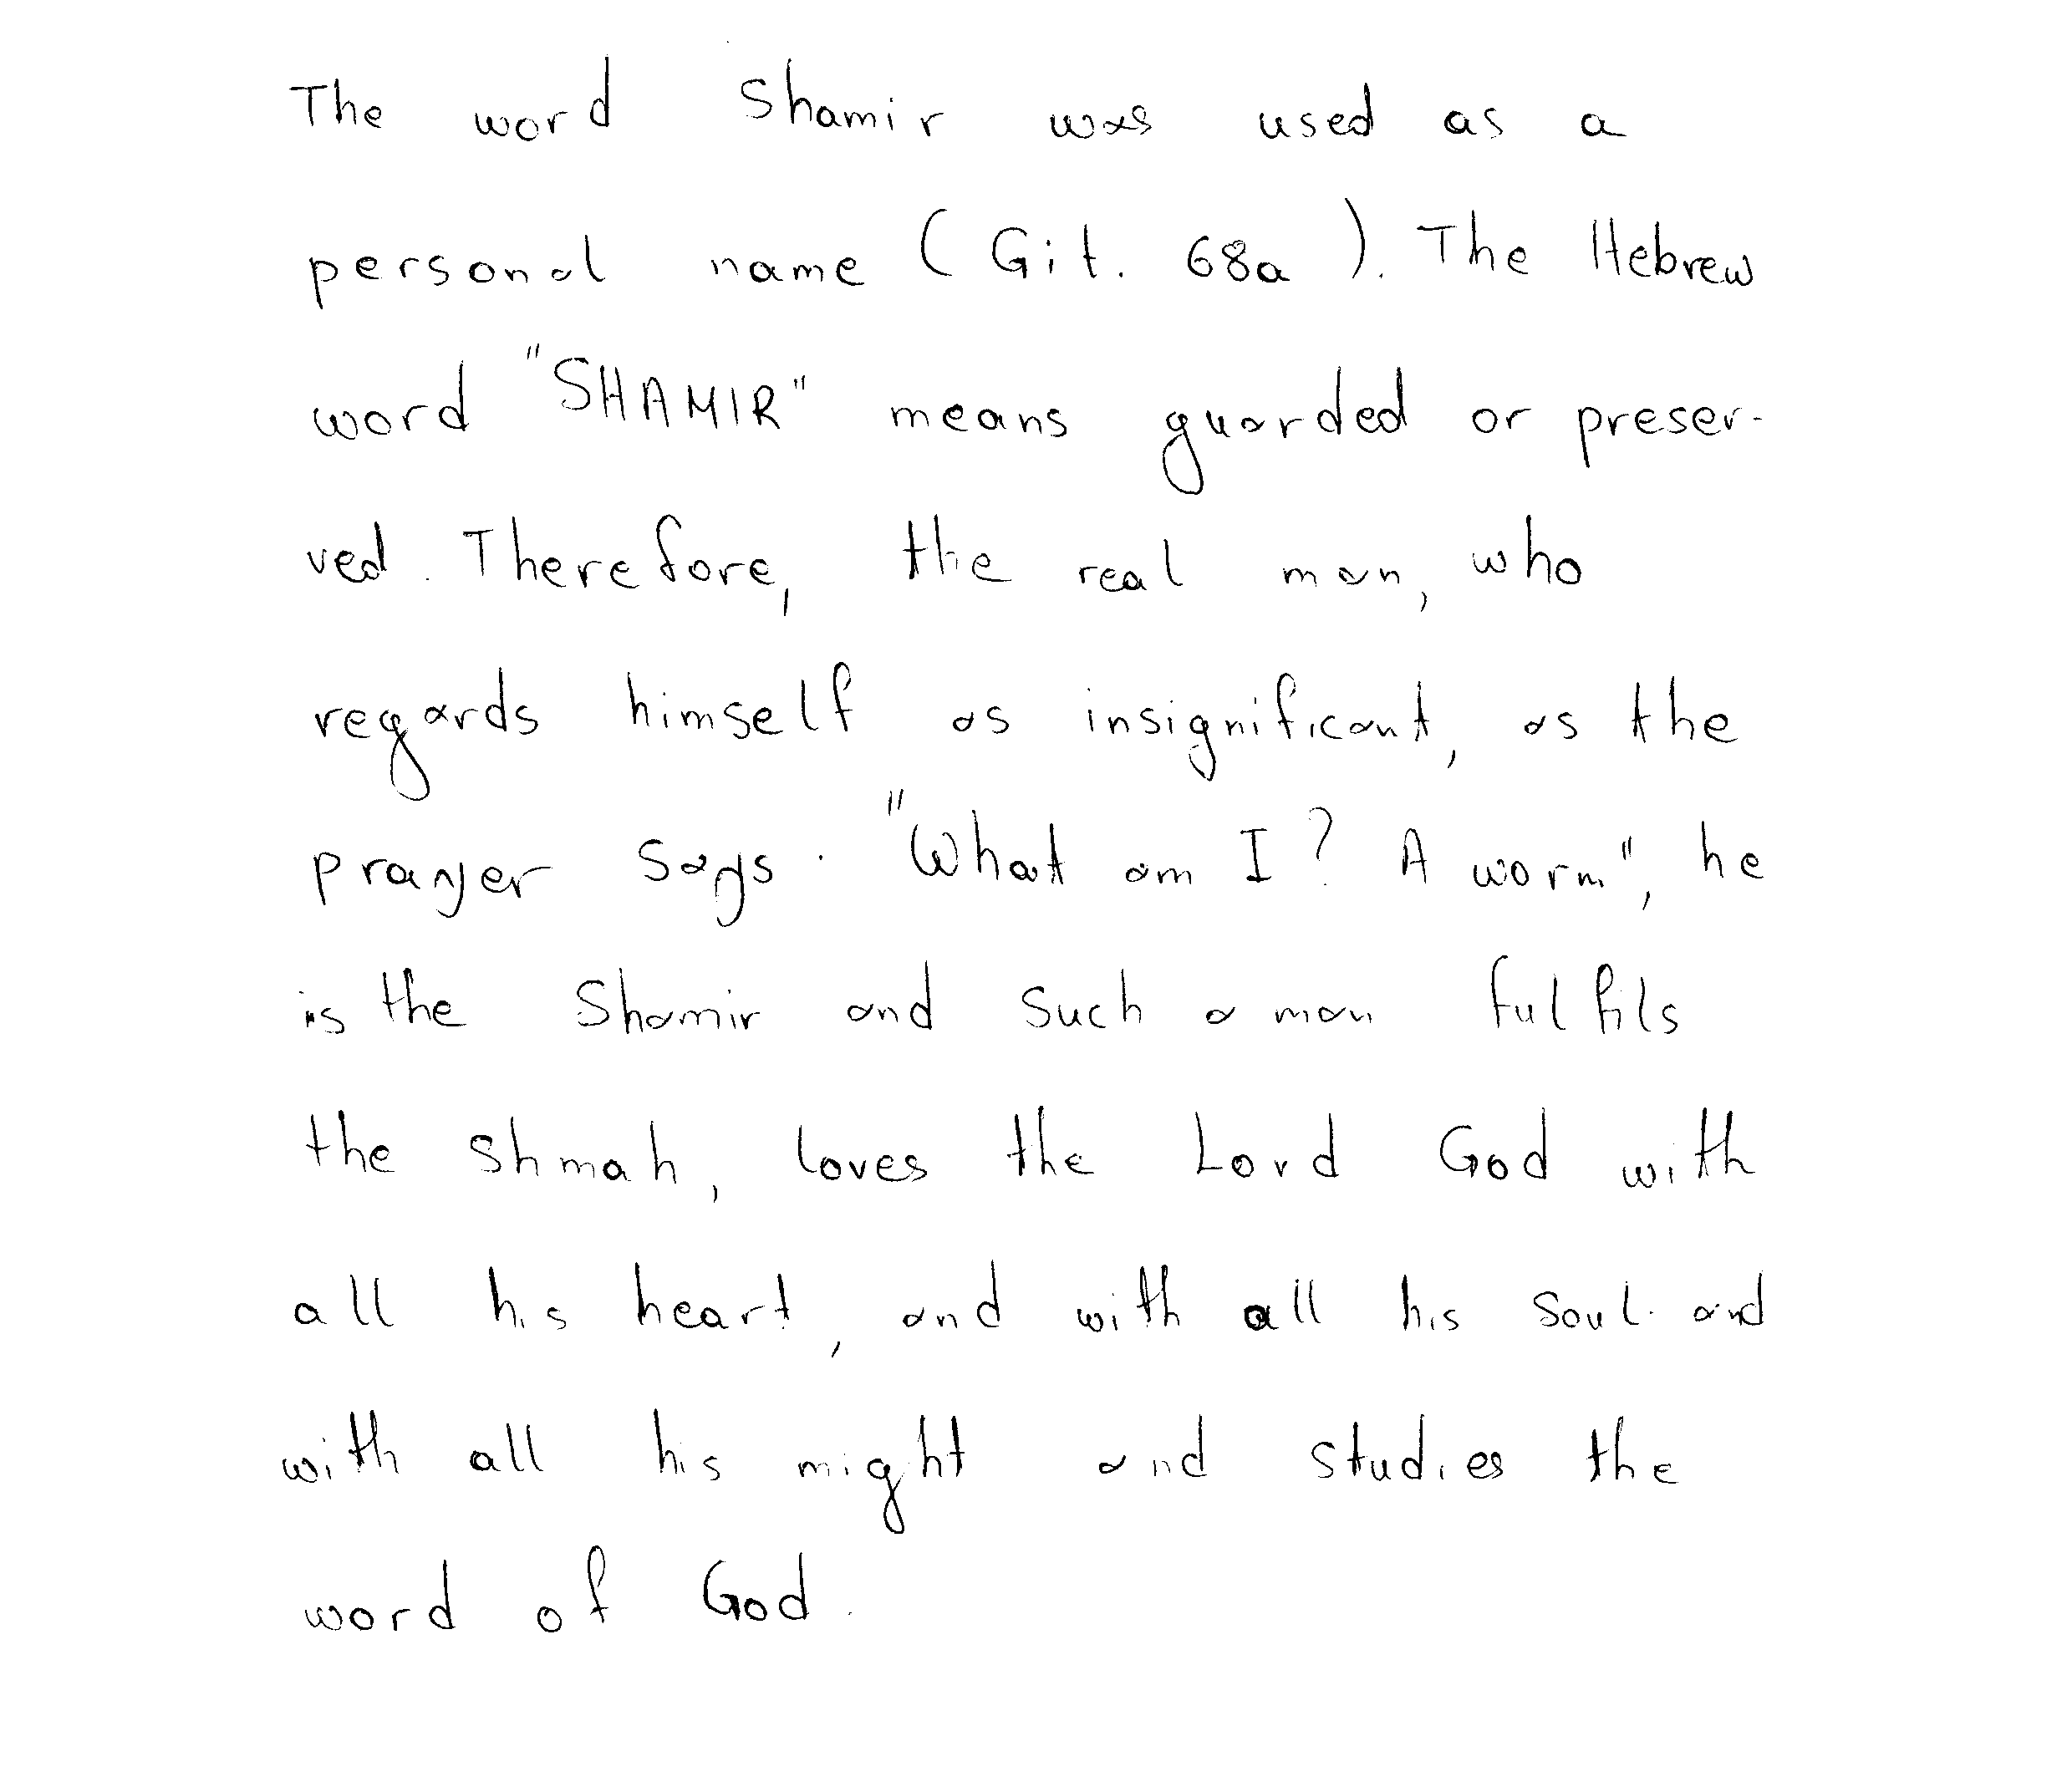 The word Shamir was used as a
personal name (Git. 68a). The Hebrew
word "SHAMIR" means guarded or preser-
ved. Therefore, the real man, who
regards himself as insignificant, as the
prayer says. "What am I? A worm", he
is the Shamir and such a man fulfils
the shmah, loves the Lord God with
all his heart, and with all his soul and
with all his might and studies the
word of God.